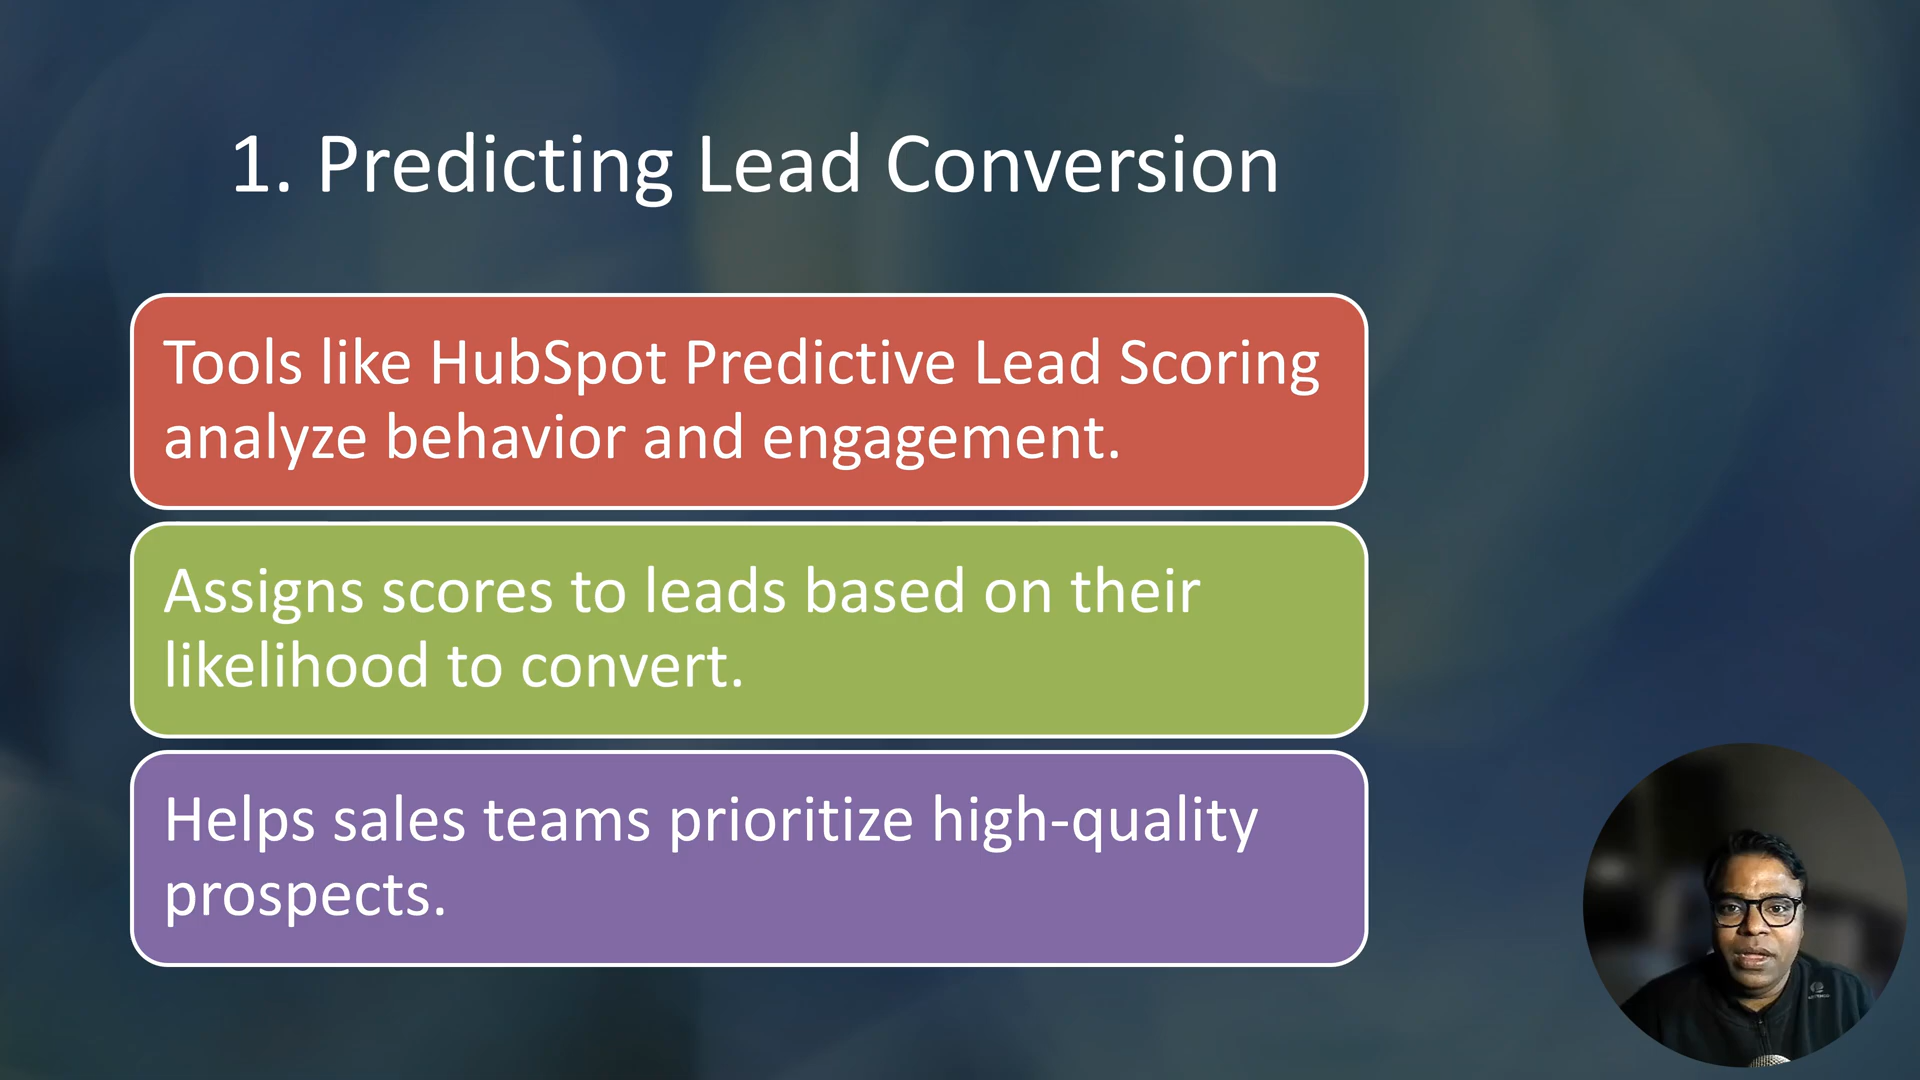 1. Predicting Lead Conversion
Tools like HubSpot Predictive Lead Scoring
analyze behavior and engagement.
Assigns scores to leads based on their
likelihood to convert.
Helps sales teams prioritize high-quality
prospects.